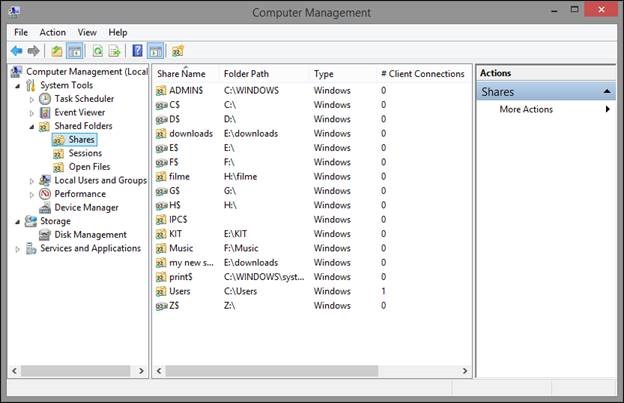 Computer Management
File Action View Help
Computer Management (Local
System Tools
Task Scheduler
Event Viewer
Shared Folders
Shares
Sessions
Open Files
Local Users and Groups
Performance
Device Manager
Storage
Disk Management
Services and Applications
Share Name Folder Path Type # Client Connections
ADMIN$ C:\WINDOWS Windows 0
C$ C:\ Windows 0
D$ D:\ Windows 0
downloads E:\downloads Windows 0
E$ E:\ Windows 0
F$ F:\ Windows 0
filme H:\filme Windows 0
G$ G:\ Windows 0
H$ H:\ Windows 0
IPC$ Windows 0
KIT E:\KIT Windows 0
Music F:\Music Windows 0
my new s... E:\downloads Windows 0
print$ C:\WINDOWS\syst... Windows 0
Users C:\Users Windows 1
Z$ Z:\ Windows 0
Actions
Shares
More Actions